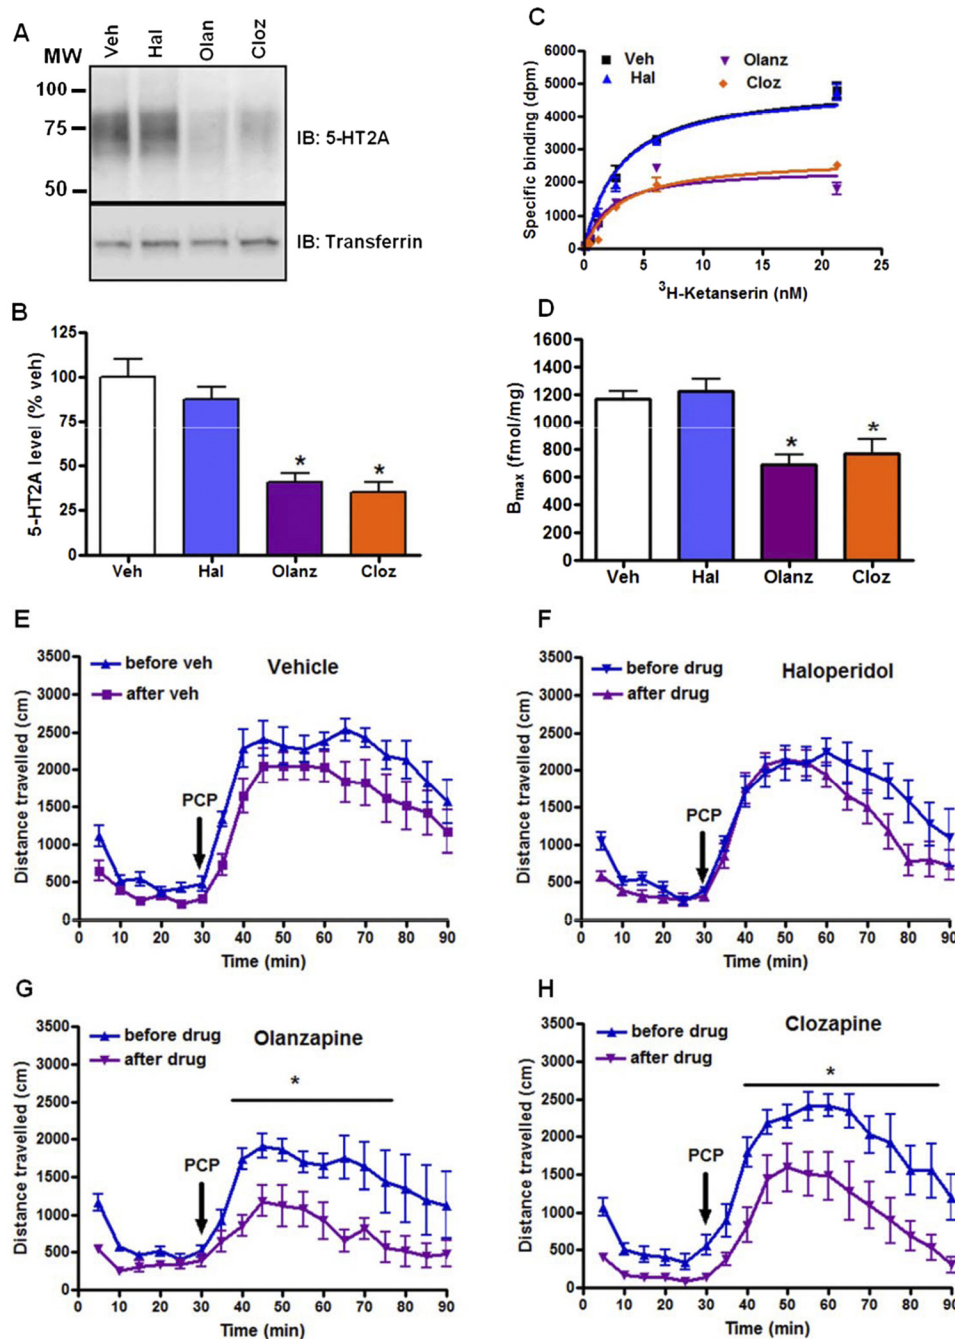 A
Veh
Hal
Olan
Cloz
MW
100
75
50
IB: 5-HT2A
IB: Transferrin
C
Veh
Hal
Olanz
Cloz
Specific binding (dpm)
6000
5000
4000
3000
2000
1000
0
0 5 10 15 20 25
3H-Ketanserin (nM)
B
5-HT2A level (% veh)
125
100
75
50
25
0
* *
Veh Hal Olanz Cloz
D
Bmax (fmol/mg)
1600
1400
1200
1000
800
600
400
200
0
* *
Veh Hal Olanz Cloz
E
Vehicle
before veh
after veh
PCP
Distance travelled (cm)
3500
3000
2500
2000
1500
1000
500
0
0 10 20 30 40 50 60 70 80 90
Time (min)
F
Haloperidol
before drug
after drug
PCP
Distance travelled (cm)
3500
3000
2500
2000
1500
1000
500
0
0 10 20 30 40 50 60 70 80 90
Time (min)
G
Olanzapine
before drug
after drug
*
PCP
Distance travelled (cm)
3500
3000
2500
2000
1500
1000
500
0
0 10 20 30 40 50 60 70 80 90
Time (min)
H
Clozapine
before drug
after drug
*
PCP
Distance travelled (cm)
3500
3000
2500
2000
1500
1000
500
0
0 10 20 30 40 50 60 70 80 90
Time (min)